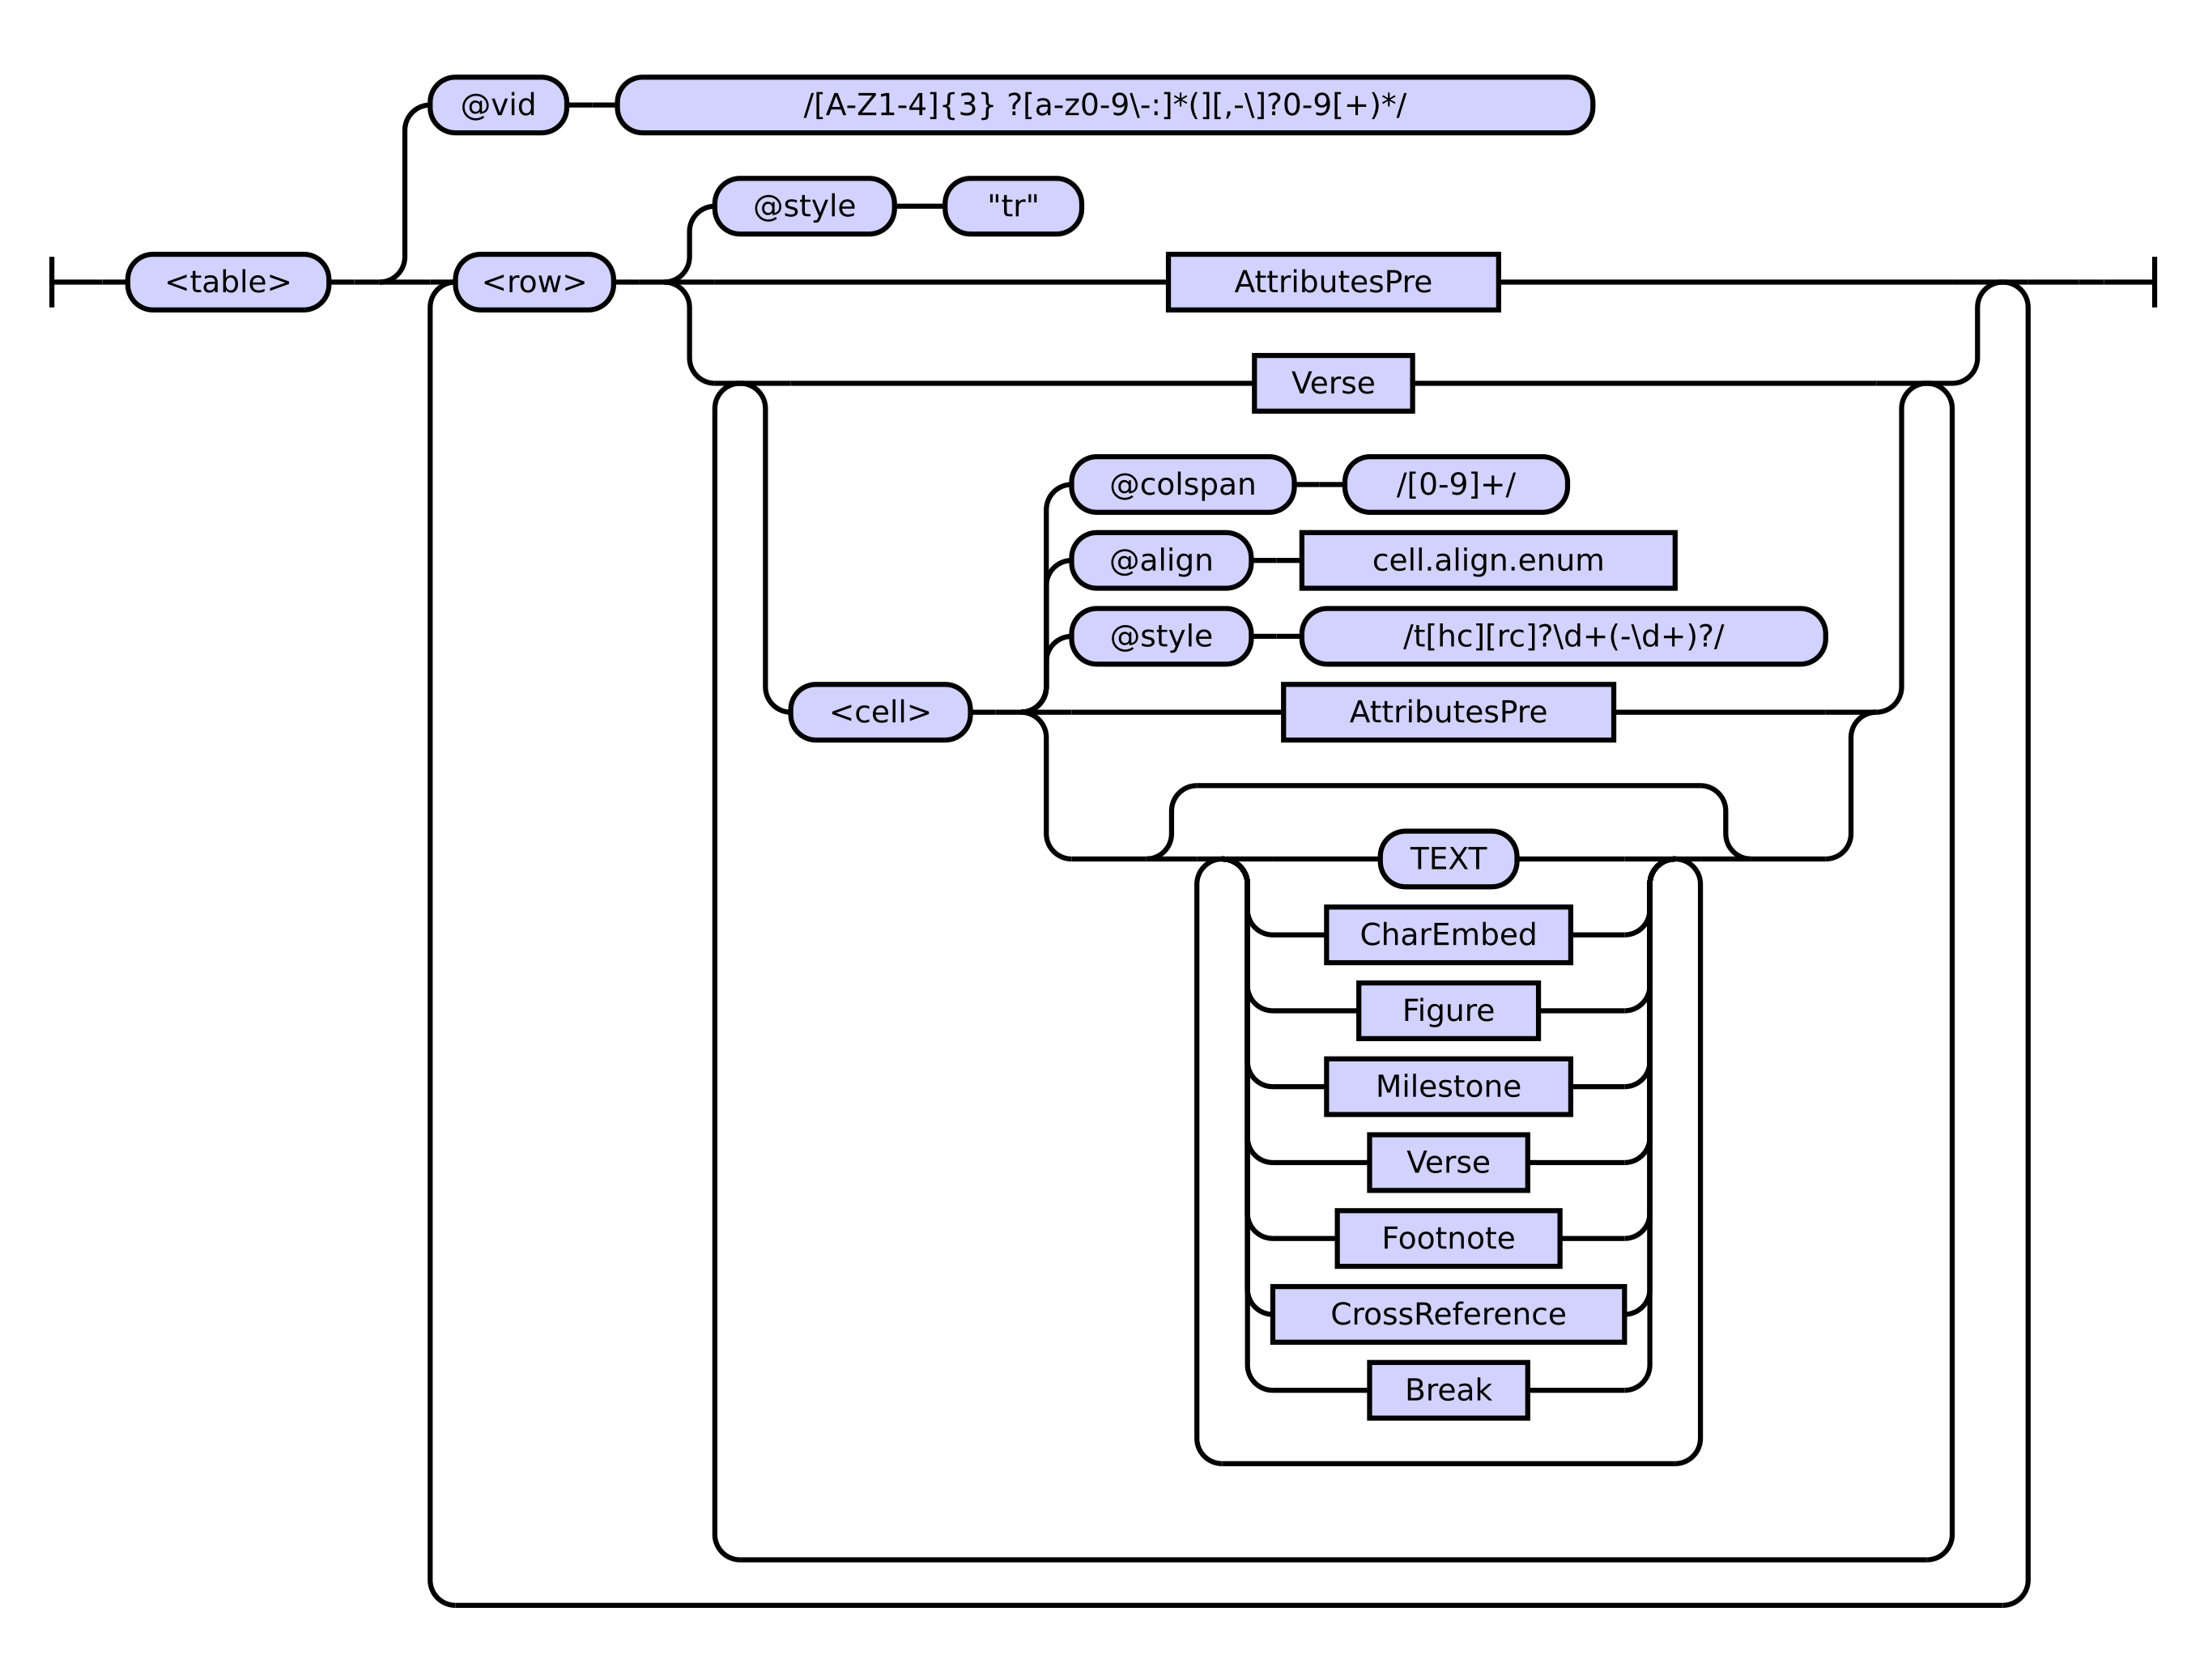 @vid
/[A-Z1-4]{3} ?[a-z0-9\-:]*(][,-\]?0-9[+)*/
@style
"tr"
<table>
<row>
AttributesPre
Verse
@colspan
/[0-9]+/
@align
cell.align.enum
@style
/t[hc][rc]?\d+(-\d+)?/
<cell>
AttributesPre
TEXT
CharEmbed
Figure
Milestone
Verse
Footnote
CrossReference
Break